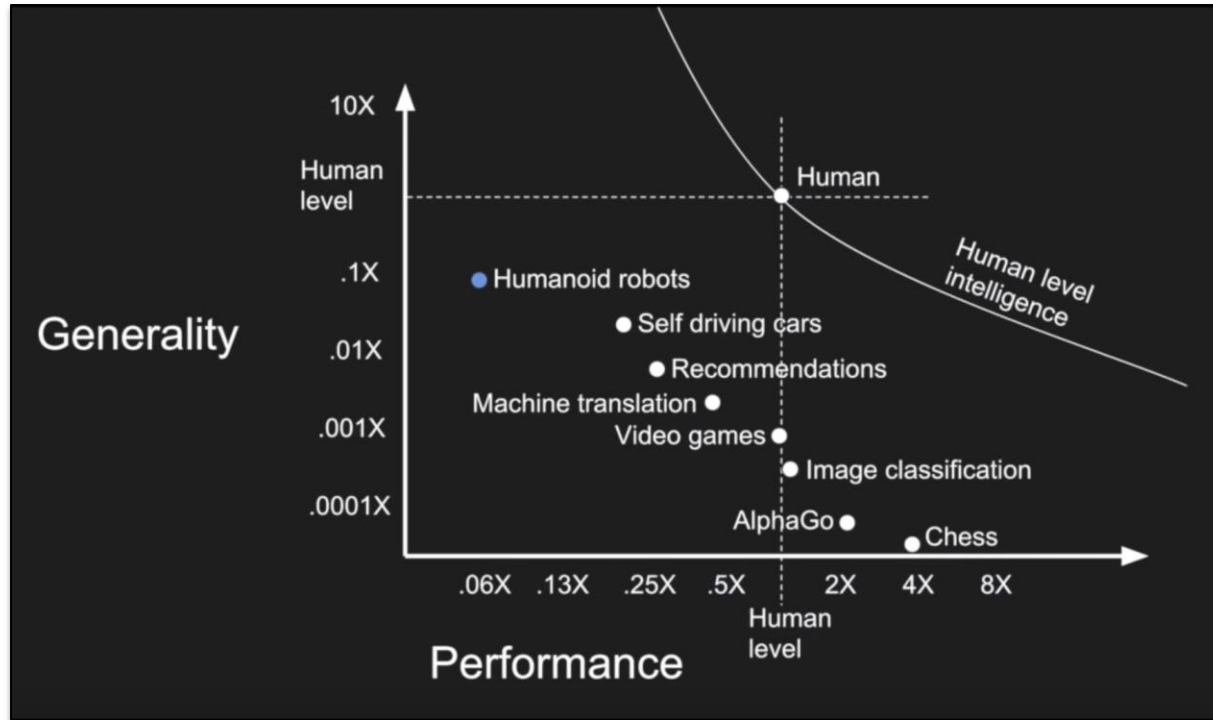 10X
Human
level
Human
.1X
Humanoid robots
Human level
intelligence
Self driving cars
Generality
.01X
Recommendations
Machine translation
.001X
Video games
Image classification
.0001X
AlphaGo
Chess
.06X .13X .25X .5X 2X 4X 8X
Human
level
Performance